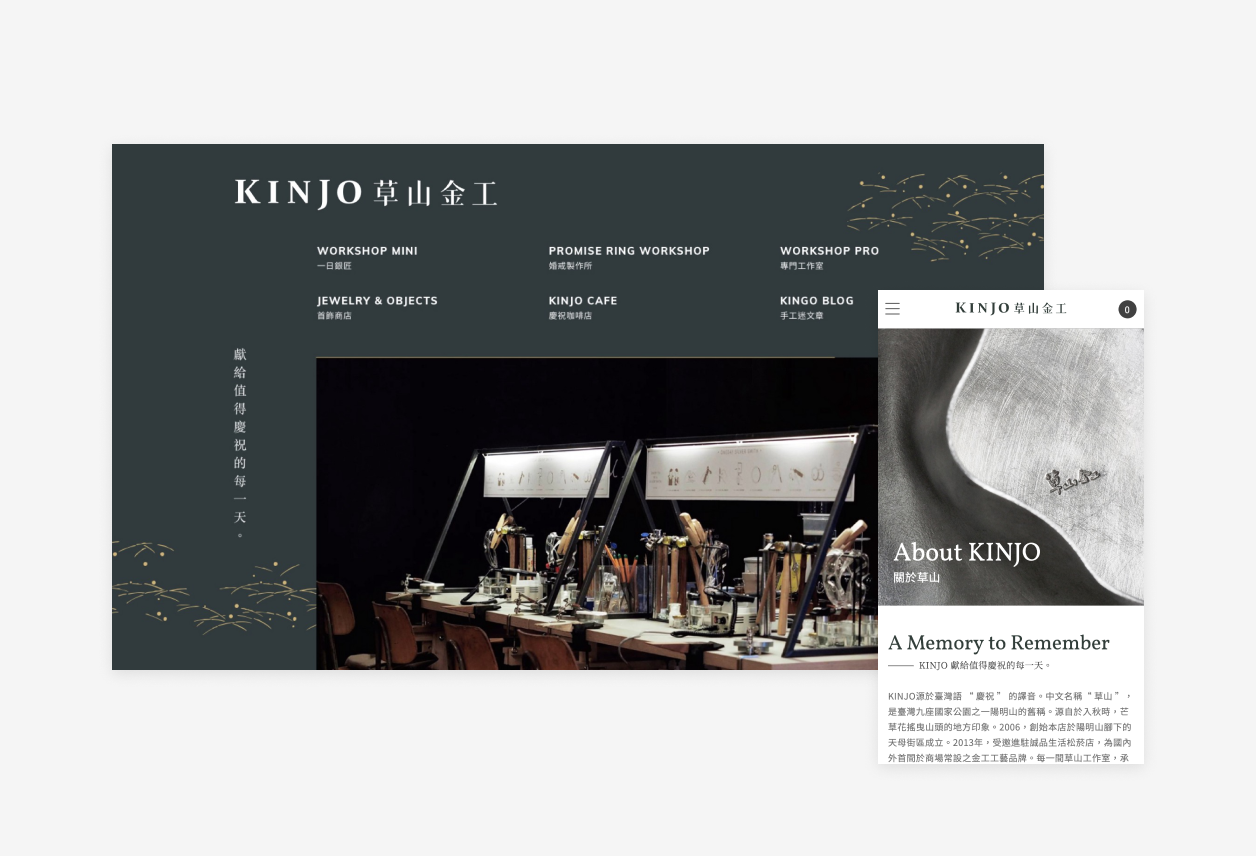 KINJO 草山金工
WORKSHOP MINI
一日銀匠
PROMISE RING WORKSHOP
婚戒製作所
WORKSHOP PRO
專門工作室
JEWELRY & OBJECTS
首飾商店
KINJO CAFE
慶祝咖啡店
KINGO BLOG
手工迷文章
獻給值得慶祝的每一天。
KINJO 草山金工
0
草山金工
About KINJO
關於草山
A Memory to Remember
KINJO 獻給值得慶祝的每一天。
KINJO源於臺灣語 “ 慶祝 ” 的譯音。中文名稱 “ 草山 ” ，
是臺灣九座國家公園之一陽明山的舊稱。源自於入秋時，芒
草花搖曳山頭的地方印象。2006，創始本店於陽明山腳下的
天母街區成立。2013年，受邀進駐誠品生活松菸店，為國內
外首間於商場常設之金工工藝品牌。每一間草山工作室，承